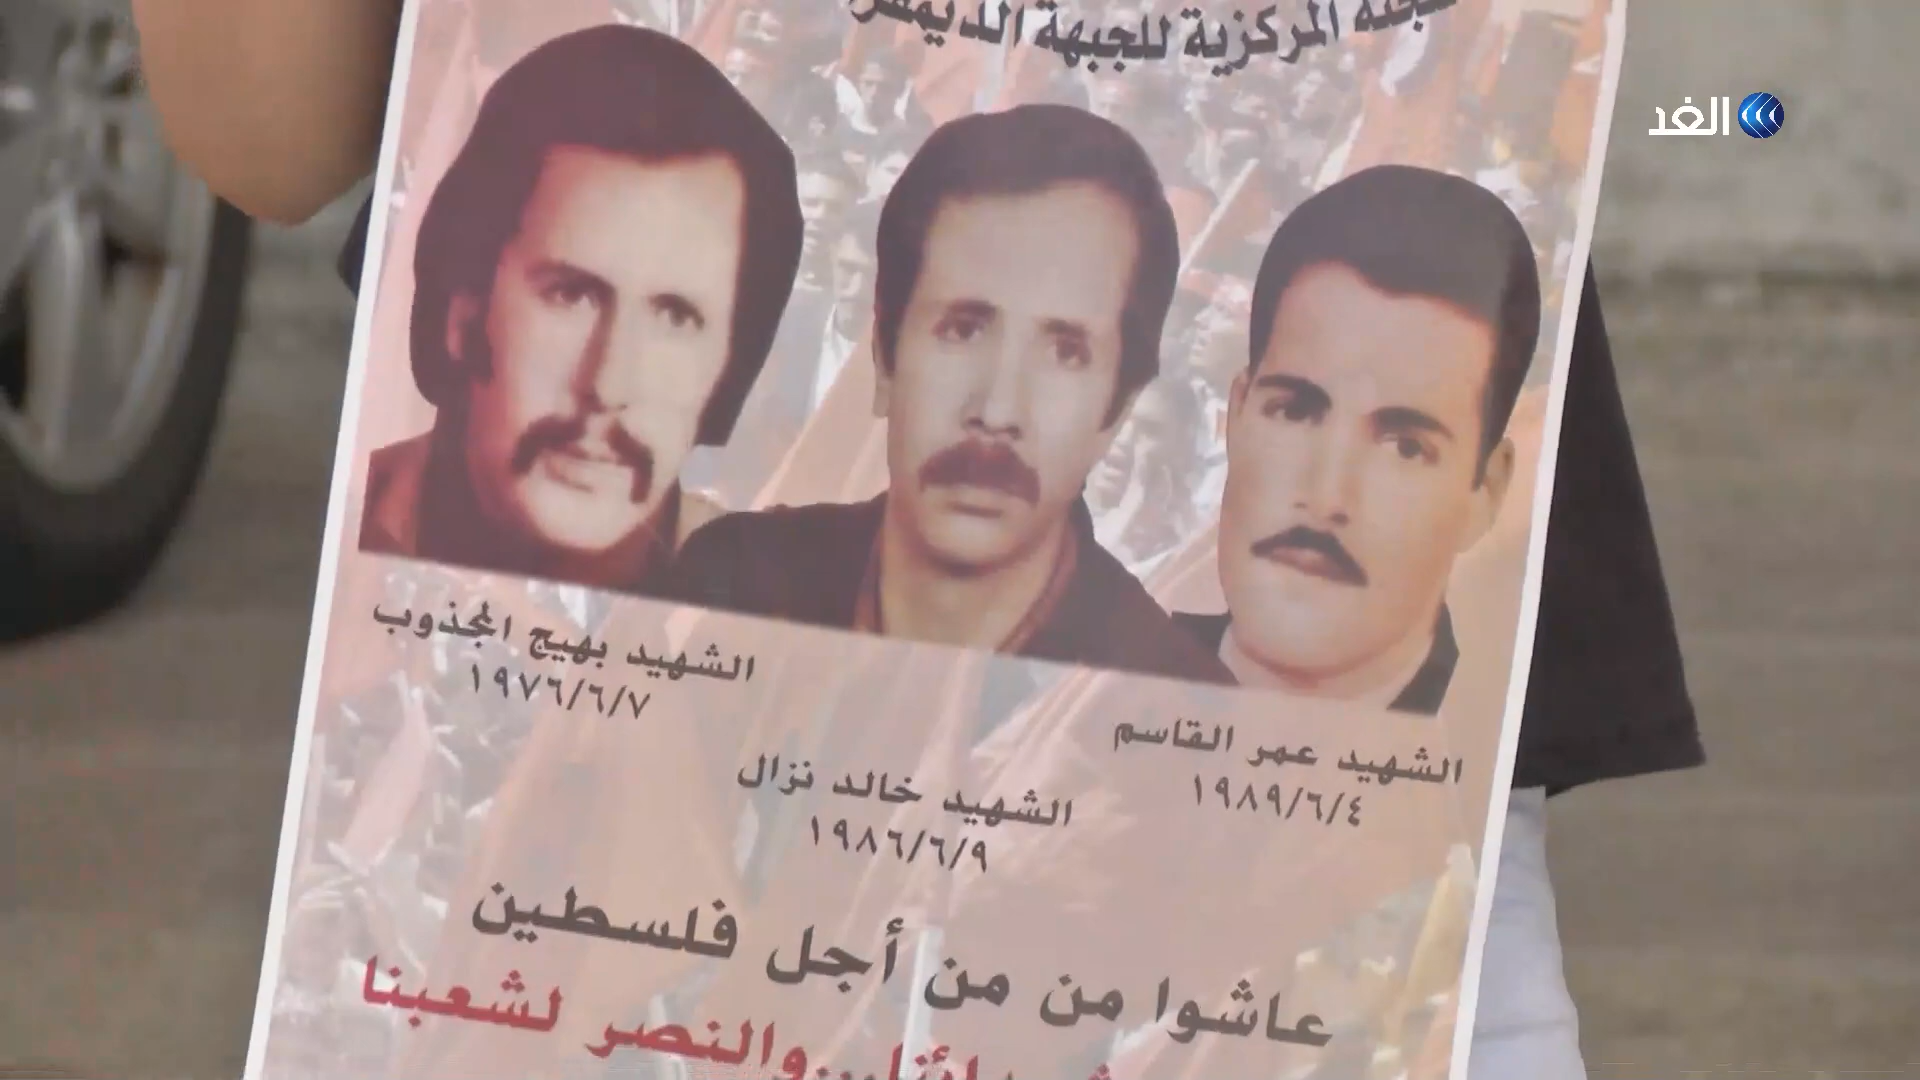 المركزية للجبهة
الغد
الشهيد بهيج المجذوب
١٩٧٦/٦/٧
الشهيد عمر القاسم
١٩٨٩/٦/٤
الشهيد خالد نزال
١٩٨٦/٦/٩
عاشوا من من أجل فلسطين
والنصر لشعبنا